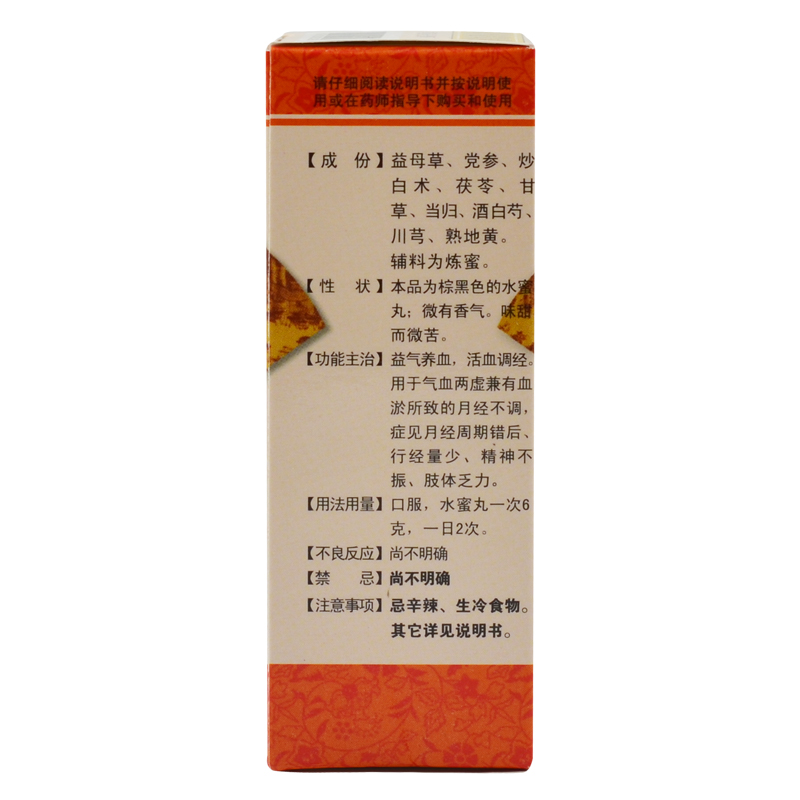 请仔细阅读说明书并按说明使
用或在药师指导下购买和使用
【成 份】益母草、党参、炒
白术、茯苓、甘
草、当归、酒白芍、
川芎、熟地黄。
辅料为炼蜜。
【性 状】本品为棕黑色的水蜜
丸；微有香气。味甜
而微苦。
【功能主治】益气养血，活血调经。
用于气血两虚兼有血
淤所致的月经不调，
症见月经周期错后、
行经量少、精神不
振、肢体乏力。
【用法用量】口服，水蜜丸一次6
克，一日2次。
【不良反应】尚不明确
【禁 忌】尚不明确
【注意事项】忌辛辣、生冷食物。
其它详见说明书。